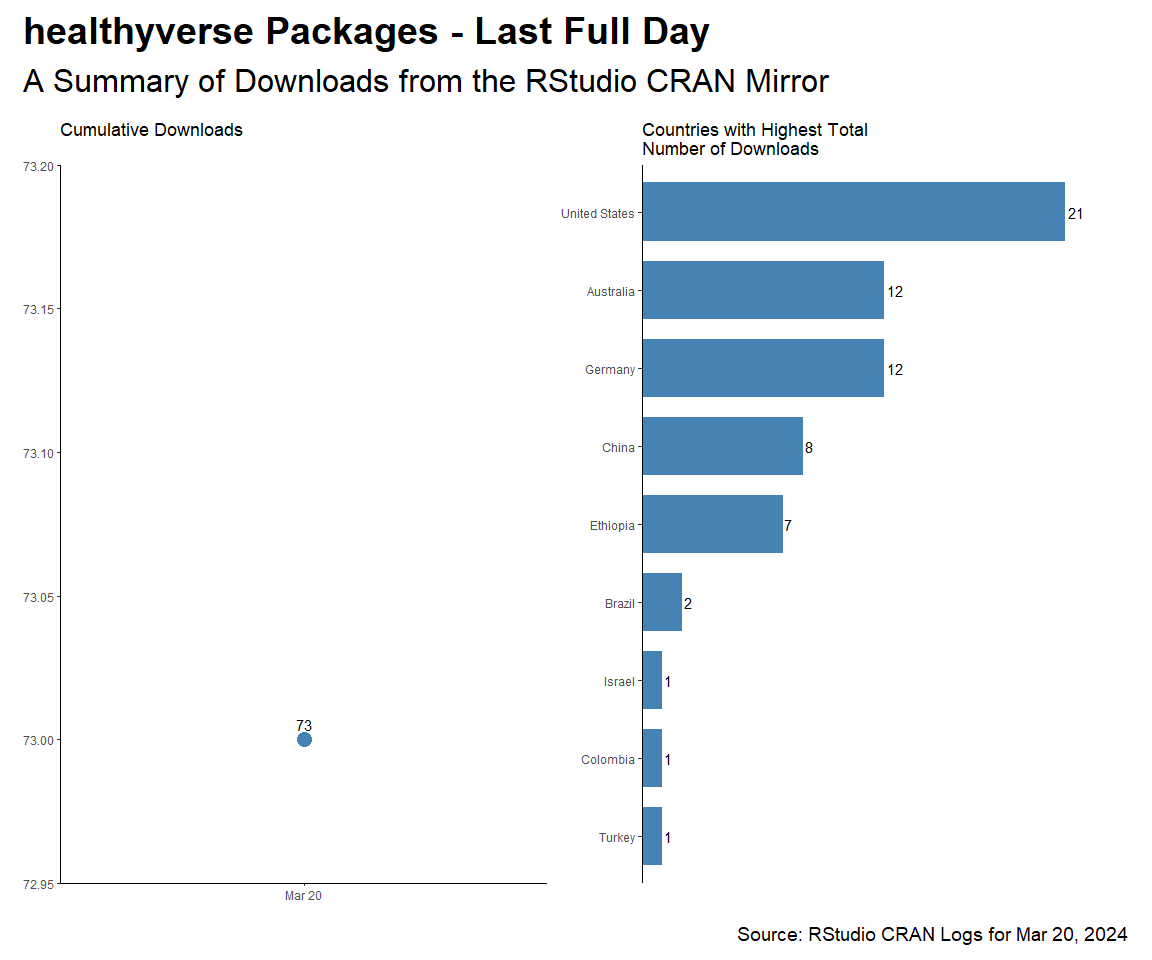 healthyverse Packages - Last Full Day
A Summary of Downloads from the RStudio CRAN Mirror
Cumulative Downloads
73.20
73.15
73.10
73.05
73.00
72.95
73
Mar 20
Countries with Highest Total
Number of Downloads
United States 21
Australia 12
Germany 12
China 8
Ethiopia 7
Brazil 2
Israel 1
Colombia 1
Turkey 1
Source: RStudio CRAN Logs for Mar 20, 2024